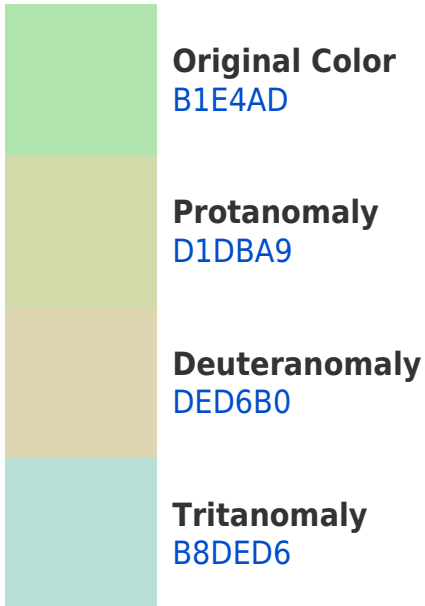 Original Color
B1E4AD
Protanomaly
D1DBA9
Deuteranomaly
DED6B0
Tritanomaly
B8DED6